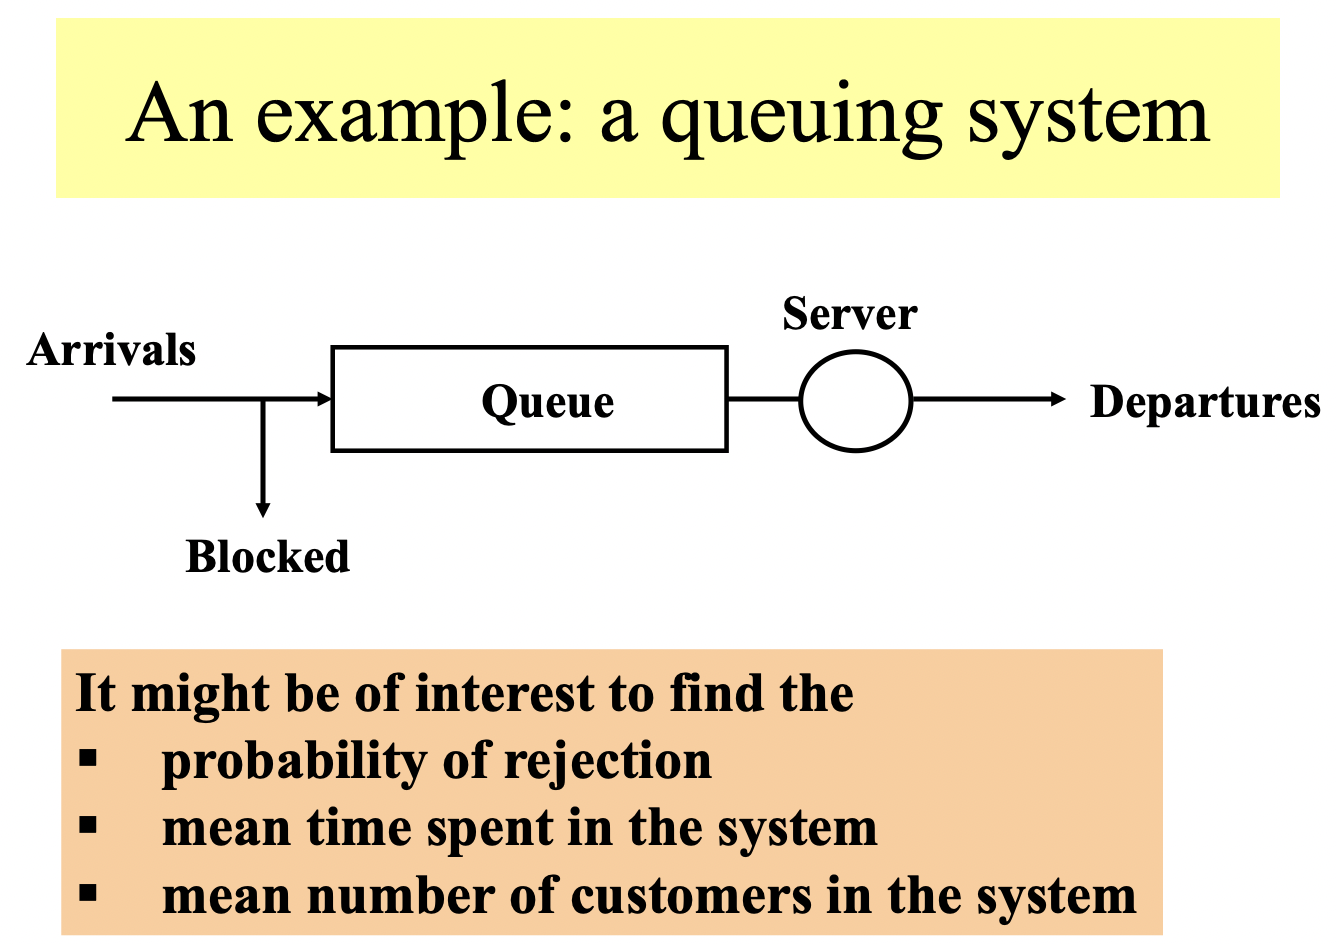 An example: a queuing system
Server
Arrivals
Queue
Departures
Blocked
It might be of interest to find the
▪ probability of rejection
▪ mean time spent in the system
▪ mean number of customers in the system